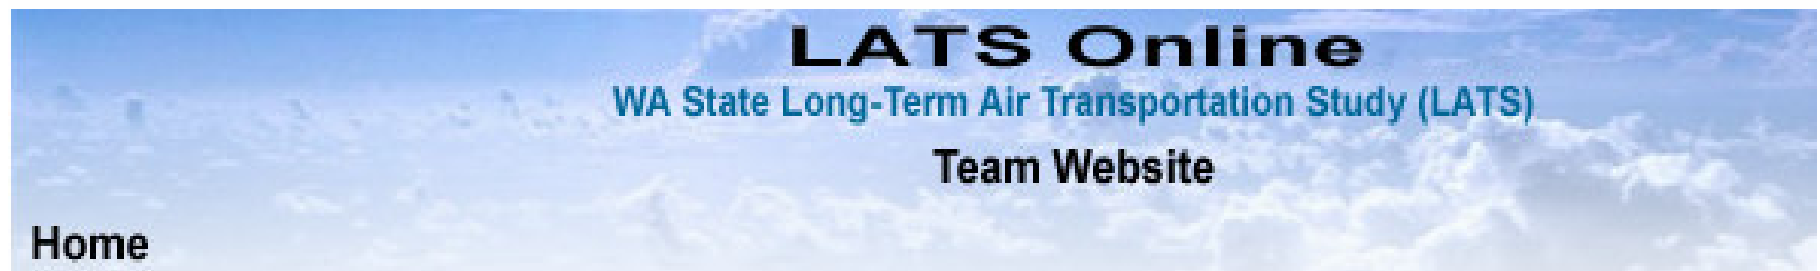 LATS Online
WA State Long-Term Air Transportation Study (LATS)
Team Website
Home